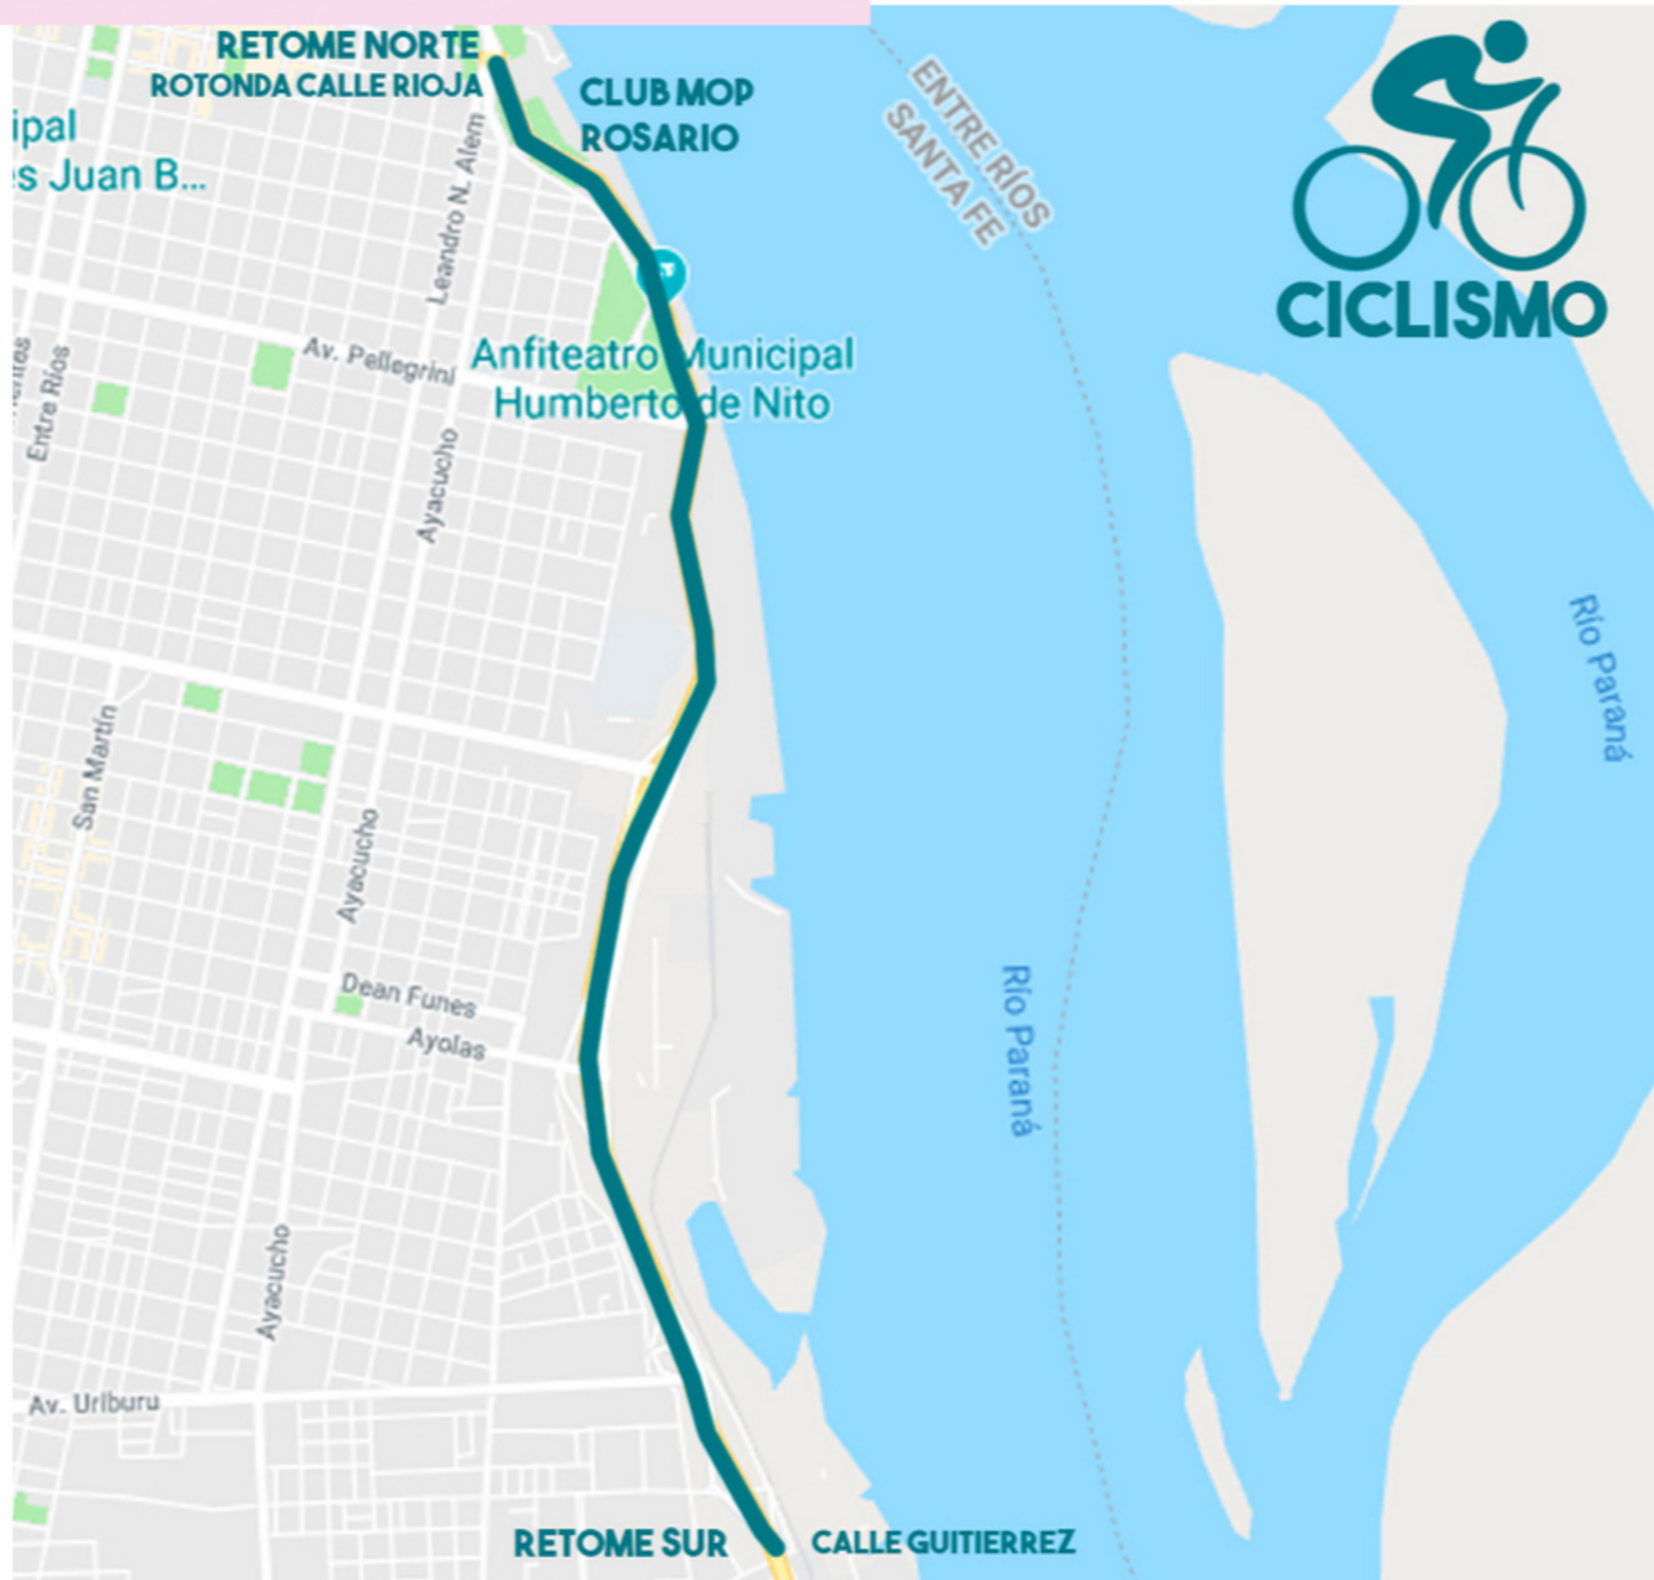 RETOME NORTE
ROTONDA CALLE RIOJA
CLUB MOP
ROSARIO
ENTRE RÍOS
SANTA FE
CICLISMO
ipal
s Juan B...
Leandro N. Alem
Entre Ríos
Av. Pellegrini
Anfiteatro Municipal
Humberto de Nito
Ayacucho
Río Paraná
San Martín
Ayacucho
Río Paraná
Dean Funes
Ayolas
Ayacucho
Av. Uriburu
RETOME SUR
CALLE GUITIERREZ